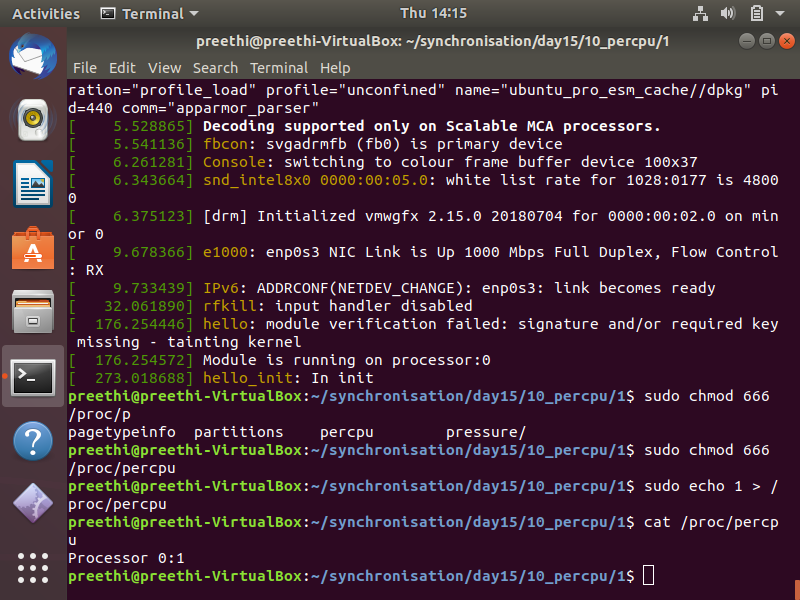 Activities Terminal Thu 14:15
preethi@preethi-VirtualBox: ~/synchronisation/day15/10_percpu/1
File Edit View Search Terminal Help
ration="profile_load" profile="unconfined" name="ubuntu_pro_esm_cache//dpkg" pi
d=440 comm="apparmor_parser"
[    5.528865] Decoding supported only on Scalable MCA processors.
[    5.541136] fbcon: svgadrmfb (fb0) is primary device
[    6.261281] Console: switching to colour frame buffer device 100x37
[    6.343664] snd_intel8x0 0000:00:05.0: white list rate for 1028:0177 is 4800
0
[    6.375123] [drm] Initialized vmwgfx 2.15.0 20180704 for 0000:00:02.0 on min
or 0
[    9.678366] e1000: enp0s3 NIC Link is Up 1000 Mbps Full Duplex, Flow Control
: RX
[    9.733439] IPv6: ADDRCONF(NETDEV_CHANGE): enp0s3: link becomes ready
[   32.061890] rfkill: input handler disabled
[  176.254446] hello: module verification failed: signature and/or required key
 missing - tainting kernel
[  176.254572] Module is running on processor:0
[  273.018688] hello_init: In init
preethi@preethi-VirtualBox:~/synchronisation/day15/10_percpu/1$ sudo chmod 666
/proc/p
pagetypeinfo  partitions    percpu        pressure/
preethi@preethi-VirtualBox:~/synchronisation/day15/10_percpu/1$ sudo chmod 666
/proc/percpu
preethi@preethi-VirtualBox:~/synchronisation/day15/10_percpu/1$ sudo echo 1 > /
proc/percpu
preethi@preethi-VirtualBox:~/synchronisation/day15/10_percpu/1$ cat /proc/percp
u
Processor 0:1
preethi@preethi-VirtualBox:~/synchronisation/day15/10_percpu/1$